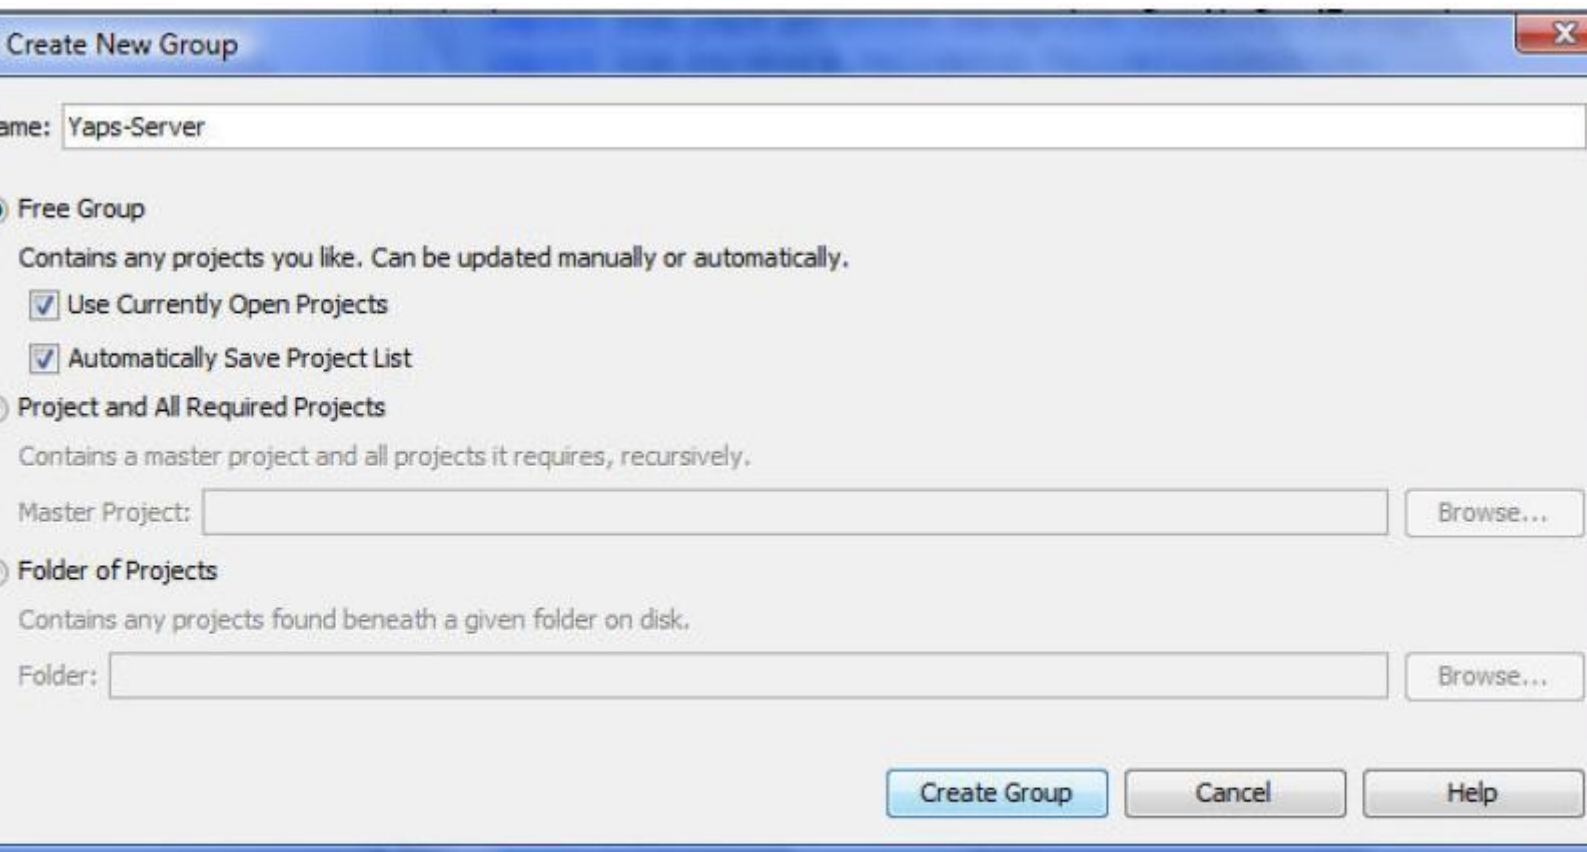 Create New Group
ame: Yaps-Server
Free Group
Contains any projects you like. Can be updated manually or automatically.
Use Currently Open Projects
Automatically Save Project List
Project and All Required Projects
Contains a master project and all projects it requires, recursively.
Master Project: Browse...
Folder of Projects
Contains any projects found beneath a given folder on disk.
Folder: Browse...
Create Group Cancel Help